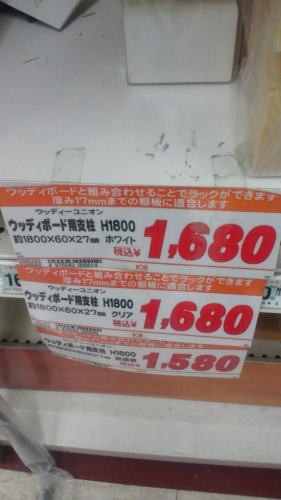 ウッディボードと組み合わせることでラックができます
厚み17mmまでの棚板に適合します
ウッディーユニオン
ウッディボード用支柱 H1800
約1800×60×27mm ホワイト
税込¥ 1,680
ウッディボードと組み合わせることでラックができます
厚み17mmまでの棚板に適合します
ウッディーユニオン
ウッディボード用支柱 H1800
約1800×60×27mm クリア
税込¥ 1,680
ボード用支柱 H1800
税込¥ 1,580